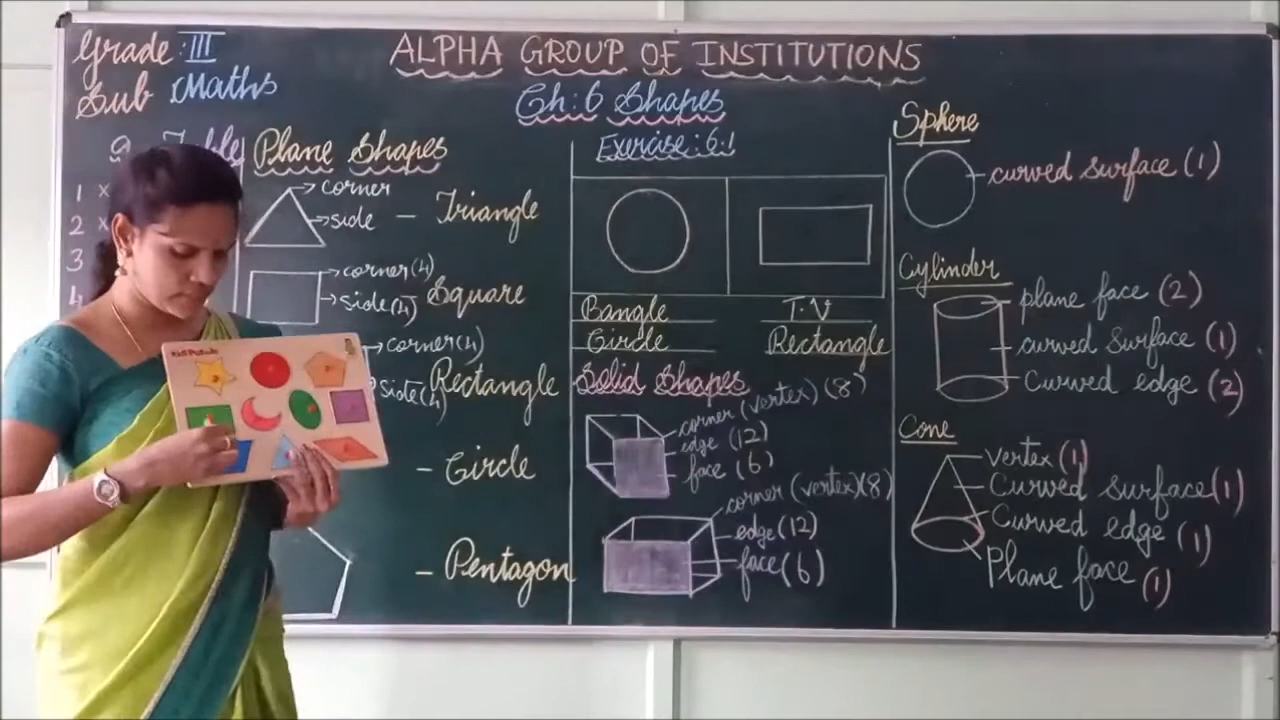 Grade : III
Sub Maths
ALPHA GROUP OF INSTITUTIONS
Ch : 6 Shapes
1 ×
2 ×
3
4
Plane Shapes
corner
side – Triangle
corner(4)
side(4) Square
corner(4)
side(4) Rectangle
– Circle
– Pentagon
Exercise : 6.1
Bangle T.V
Circle Rectangle
Solid Shapes
corner (vertex) (8)
edge (12)
face (6)
corner (vertex)(8)
edge (12)
face (6)
Sphere
curved surface (1)
Cylinder
plane face (2)
curved surface (1)
Curved edge (2)
Cone
vertex (1)
Curved surface (1)
Curved edge (1)
Plane face (1)